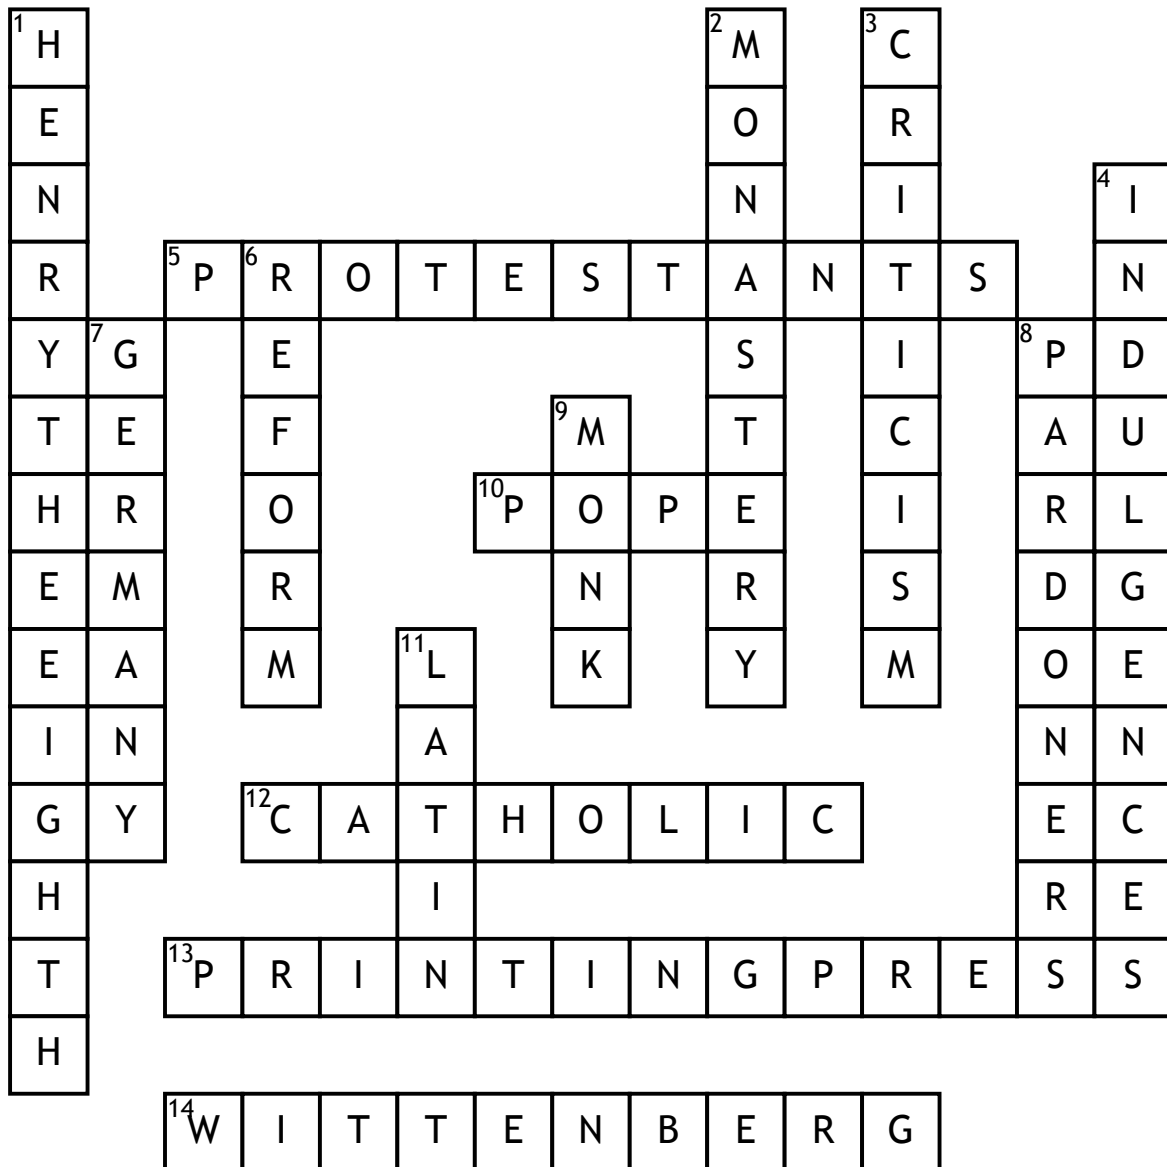 1 H 2 M 3 C
E O R
N N I 4 I
R 5 P 6 R O T E S T A N T S N
Y 7 G E S I 8 P D
T E F 9 M T C A U
H R O 10 P O P E I R L
E M R N R S D G
E A M 11 L K Y M O E
I N A N N
G Y 12 C A T H O L I C E C
H I R E
T 13 P R I N T I N G P R E S S
H
14 W I T T E N B E R G